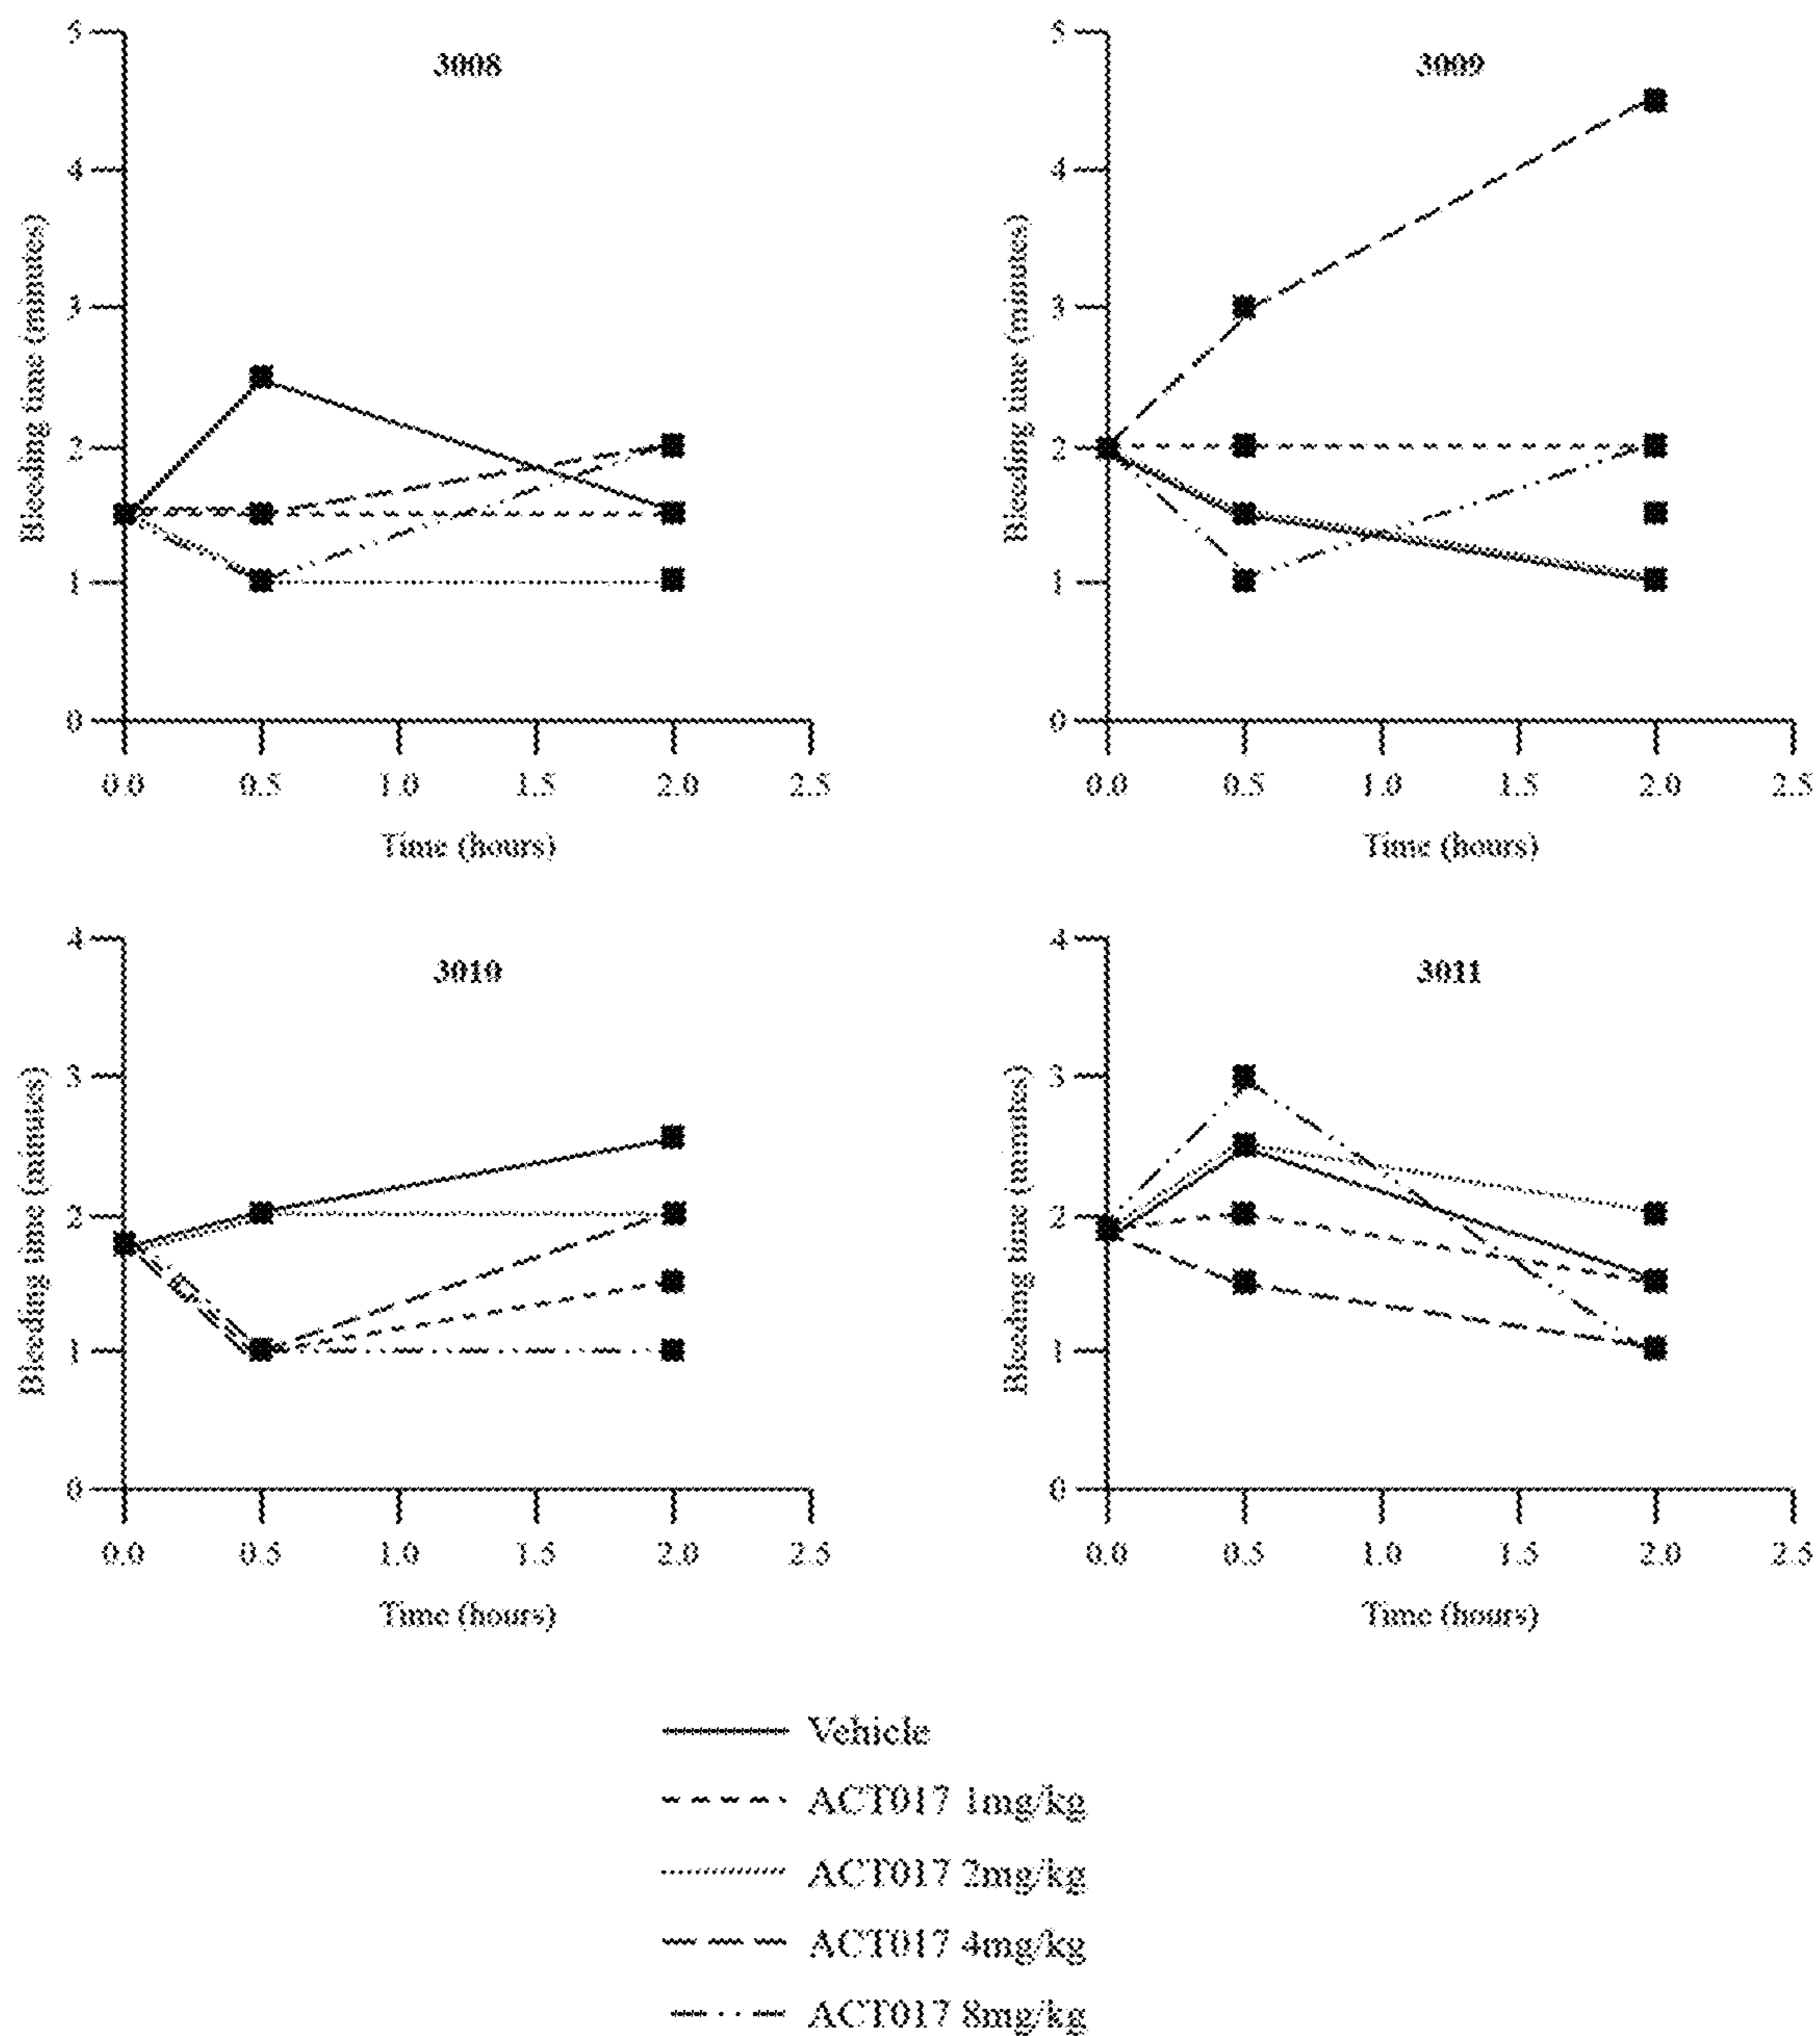 3008
5
4
3
2
1
0
Bleeding time (minutes)
0.0 0.5 1.0 1.5 2.0 2.5
Time (hours)
3009
5
4
3
2
1
0
Bleeding time (minutes)
0.0 0.5 1.0 1.5 2.0 2.5
Time (hours)
3010
4
3
2
1
0
Bleeding time (minutes)
0.0 0.5 1.0 1.5 2.0 2.5
Time (hours)
3011
4
3
2
1
0
Bleeding time (minutes)
0.0 0.5 1.0 1.5 2.0 2.5
Time (hours)
Vehicle
ACT017 1mg/kg
ACT017 2mg/kg
ACT017 4mg/kg
ACT017 8mg/kg